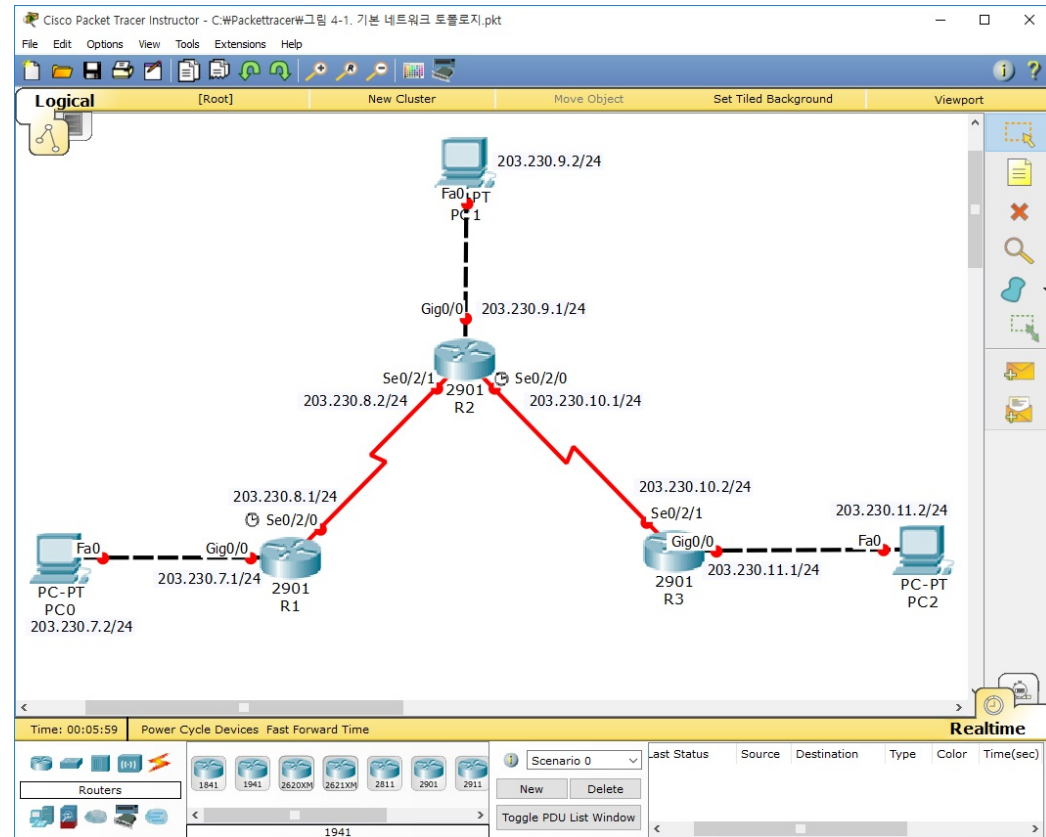 Cisco Packet Tracer Instructor - C:₩Packettracer₩그림 4-1. 기본 네트워크 토폴로지.pkt
File Edit Options View Tools Extensions Help
Logical [Root] New Cluster Move Object Set Tiled Background Viewport
203.230.9.2/24
Fa0 -PT
PC1
Gig0/0 203.230.9.1/24
Se0/2/1 Se0/2/0
2901
203.230.8.2/24 203.230.10.1/24
R2
203.230.10.2/24
203.230.8.1/24
Se0/2/0 Se0/2/1 203.230.11.2/24
Fa0 Gig0/0 Gig0/0 Fa0
203.230.7.1/24 203.230.11.1/24
PC-PT 2901 2901 PC-PT
PC0 R1 R3 PC2
203.230.7.2/24
Time: 00:05:59 Power Cycle Devices Fast Forward Time Realtime
Scenario 0 Last Status Source Destination Type Color Time(sec)
Routers 1841 1941 2620XM 2621XM 2811 2901 2911 New Delete
Toggle PDU List Window
1941